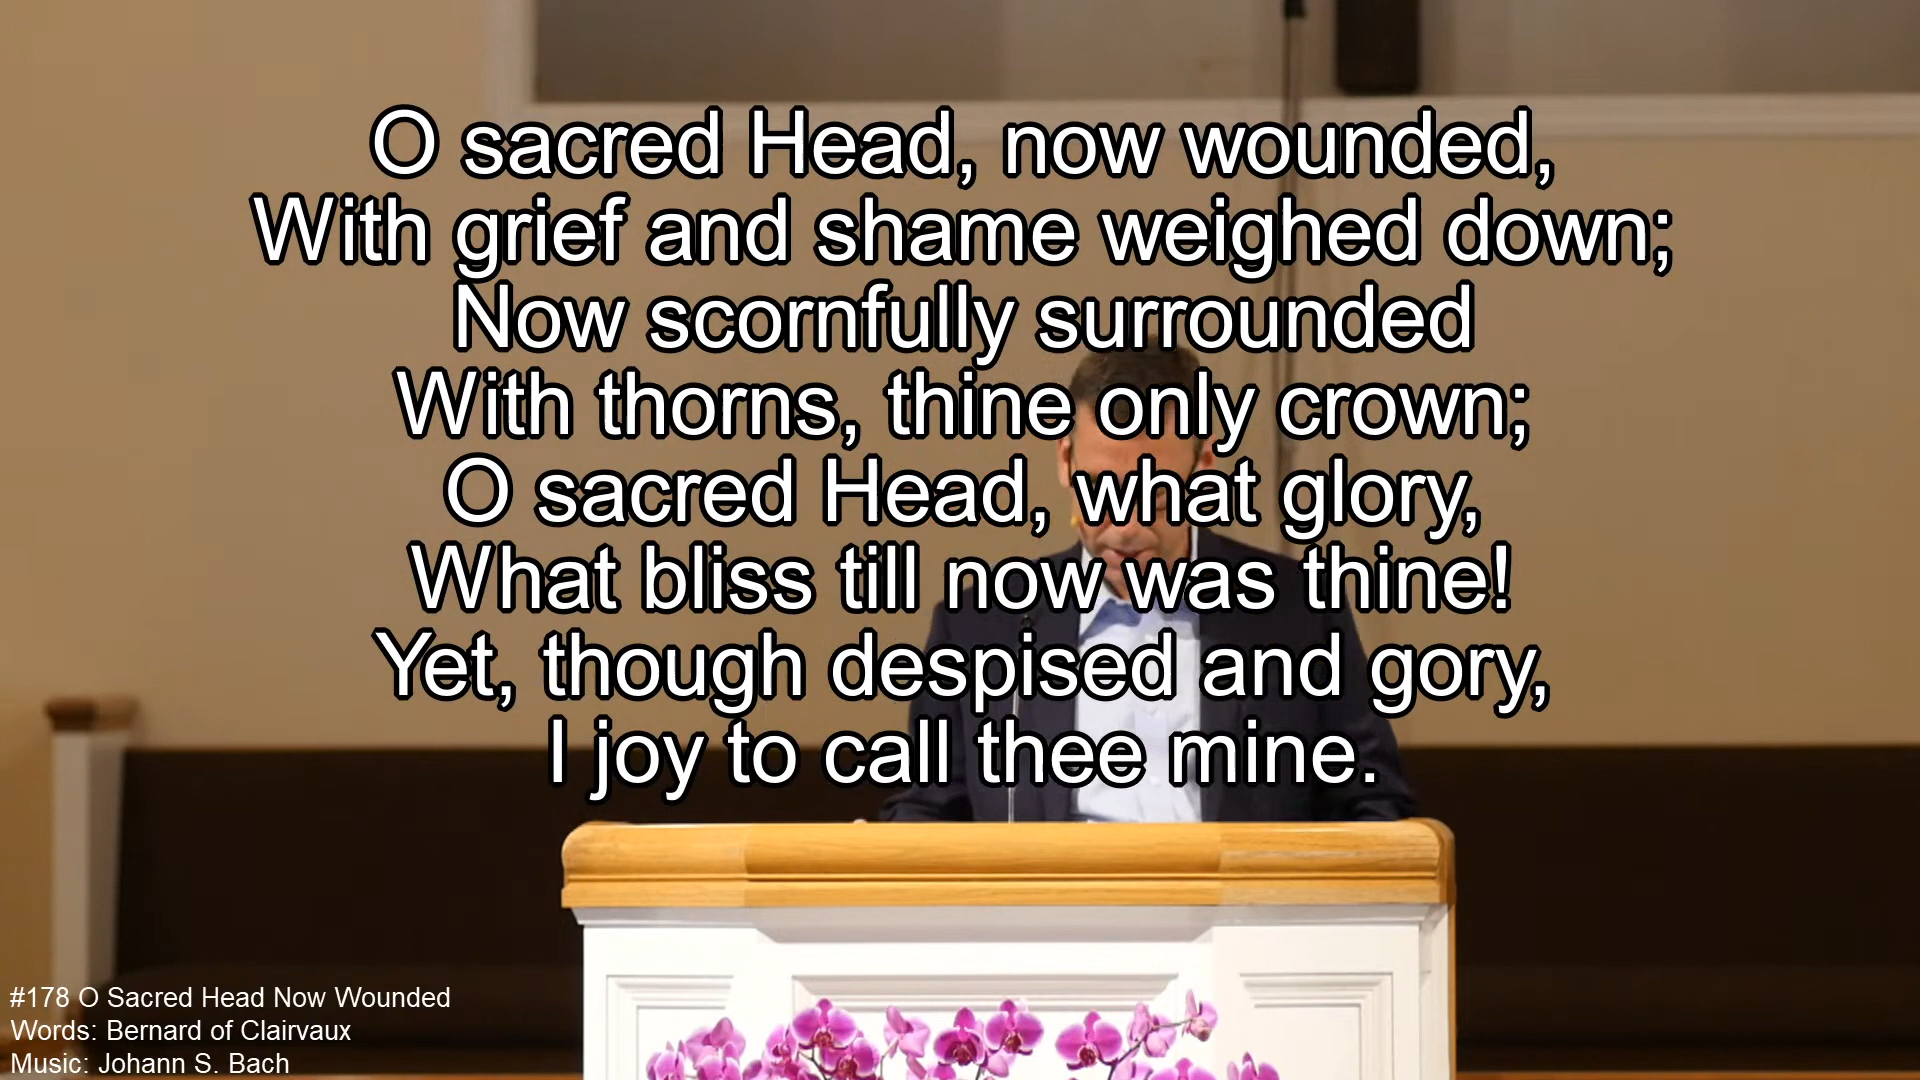 O sacred Head, now wounded,
With grief and shame weighed down;
Now scornfully surrounded
With thorns, thine only crown;
O sacred Head, what glory,
What bliss till now was thine!
Yet, though despised and gory,
I joy to call thee mine.
#178 O Sacred Head Now Wounded
Words: Bernard of Clairvaux
Music: Johann S. Bach